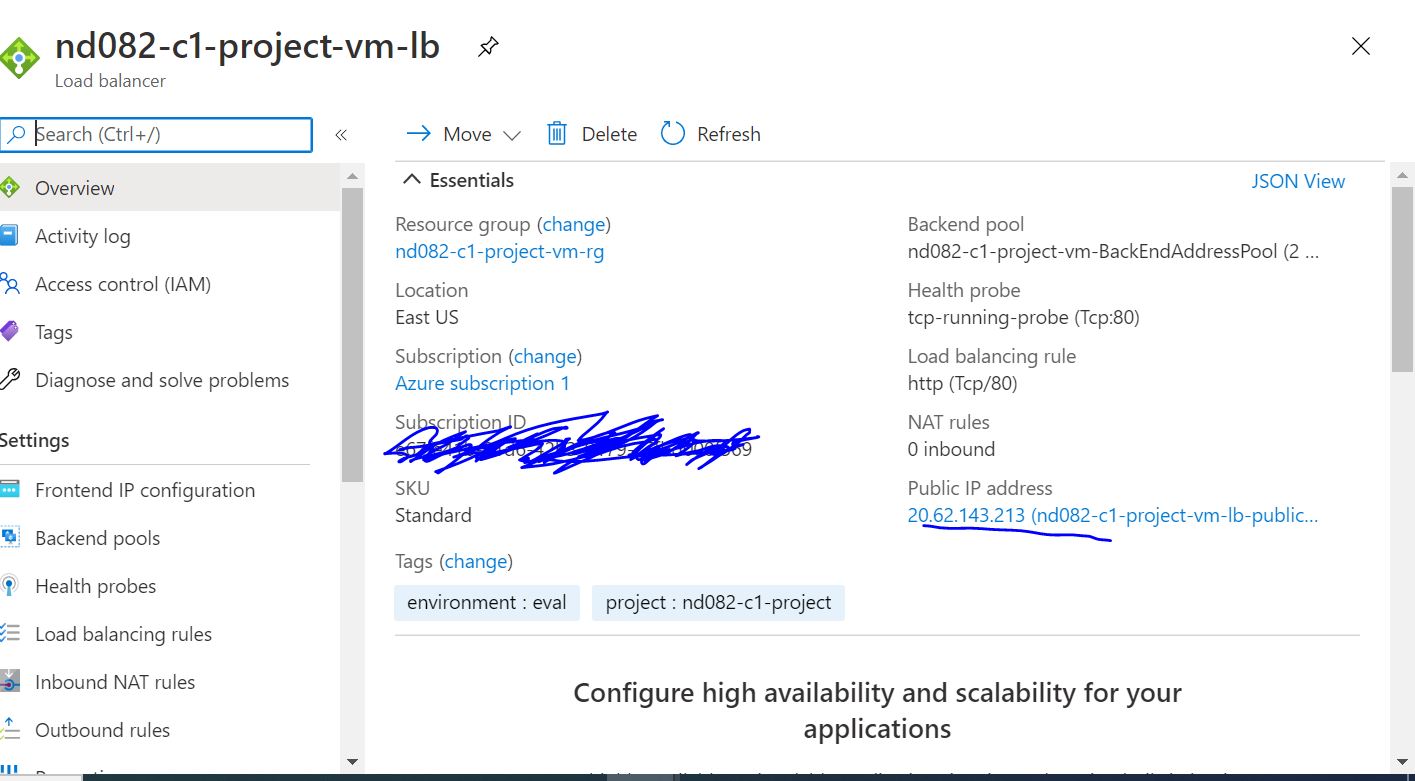 nd082-c1-project-vm-lb
Load balancer
Search (Ctrl+/)
«
Move
Delete
Refresh
Overview
Activity log
Access control (IAM)
Tags
Diagnose and solve problems
Settings
Frontend IP configuration
Backend pools
Health probes
Load balancing rules
Inbound NAT rules
Outbound rules
Essentials
JSON View
Resource group (change)
nd082-c1-project-vm-rg
Location
East US
Subscription (change)
Azure subscription 1
Subscription ID
SKU
Standard
Backend pool
nd082-c1-project-vm-BackEndAddressPool (2 ...
Health probe
tcp-running-probe (Tcp:80)
Load balancing rule
http (Tcp/80)
NAT rules
0 inbound
Public IP address
20.62.143.213 (nd082-c1-project-vm-lb-public...
Tags (change)
environment : eval
project : nd082-c1-project
Configure high availability and scalability for your
applications